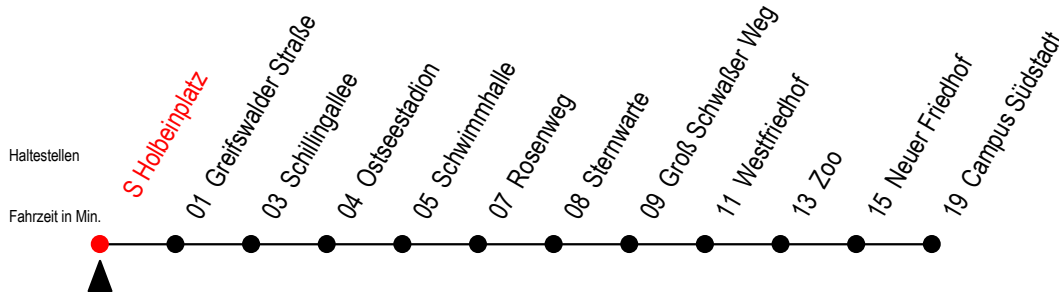 Haltestellen
Fahrzeit in Min.
S Holbeinplatz
01 Greifswalder Straße
03 Schillingallee
04 Ostseestadion
05 Schwimmhalle
07 Rosenweg
08 Sternwarte
09 Groß Schwaßer Weg
11 Westfriedhof
13 Zoo
15 Neuer Friedhof
19 Campus Südstadt